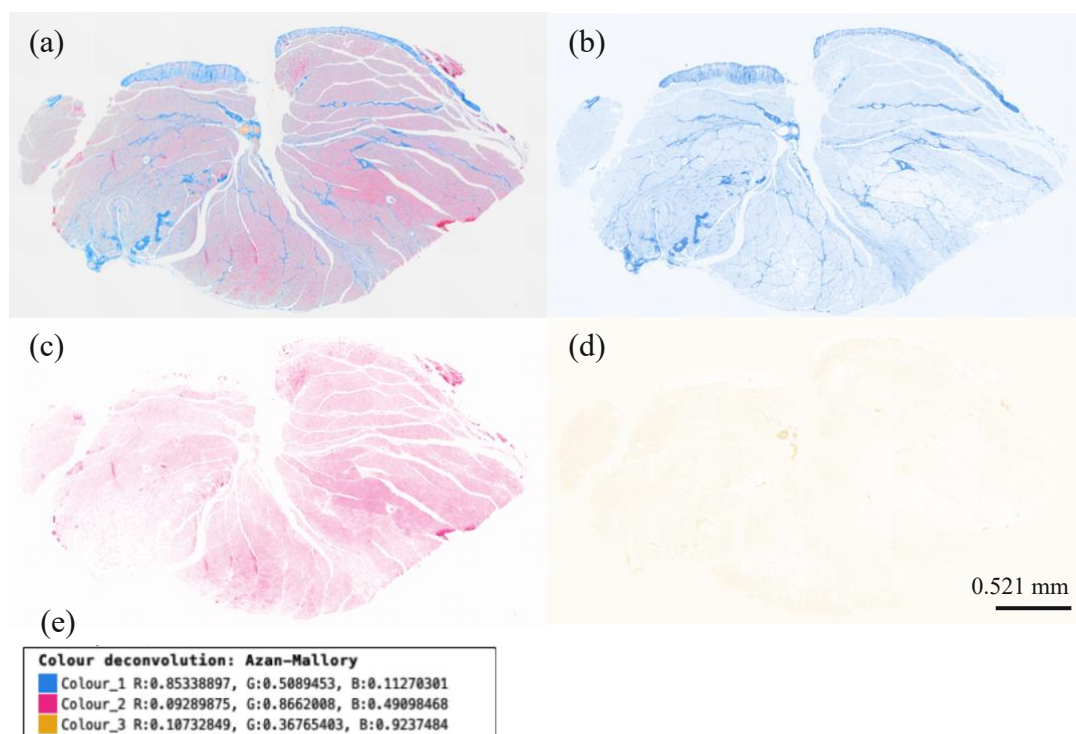 (a)
(b)
(c)
(d)
0.521 mm
(e)
Colour deconvolution: Azan-Mallory
Colour_1 R:0.85338897, G:0.5089453, B:0.11270301
Colour_2 R:0.09289875, G:0.8662008, B:0.49098468
Colour_3 R:0.10732849, G:0.36765403, B:0.9237484